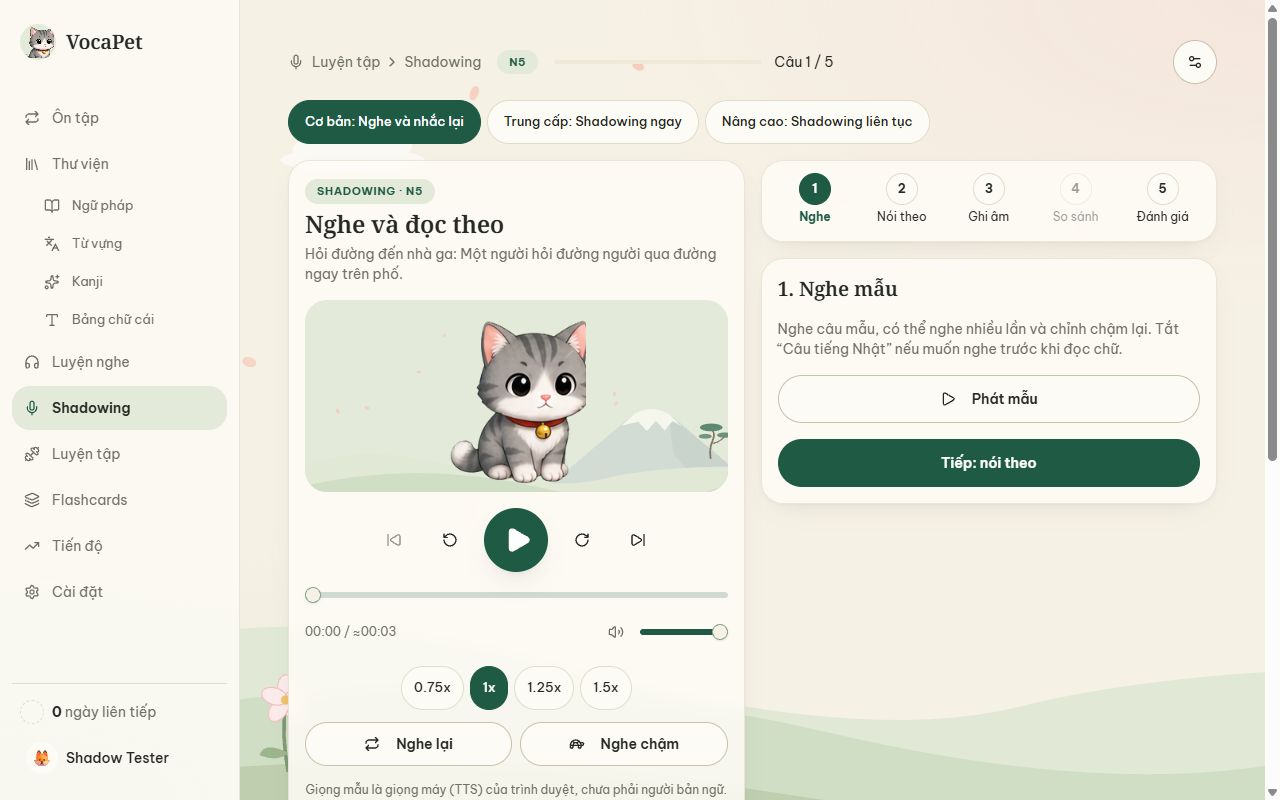 VocaPet
Ôn tập
Thư viện
Ngữ pháp
Từ vựng
Kanji
Bảng chữ cái
Luyện nghe
Shadowing
Luyện tập
Flashcards
Tiến độ
Cài đặt
0 ngày liên tiếp
Shadow Tester
Luyện tập > Shadowing N5 Câu 1 / 5
Cơ bản: Nghe và nhắc lại Trung cấp: Shadowing ngay Nâng cao: Shadowing liên tục
SHADOWING · N5
Nghe và đọc theo
Hỏi đường đến nhà ga: Một người hỏi đường người qua đường
ngay trên phố.
00:00 / ≈00:03
0.75x 1x 1.25x 1.5x
Nghe lại Nghe chậm
Giọng mẫu là giọng máy (TTS) của trình duyệt, chưa phải người bản ngữ.
1 2 3 4 5
Nghe Nói theo Ghi âm So sánh Đánh giá
1. Nghe mẫu
Nghe câu mẫu, có thể nghe nhiều lần và chỉnh chậm lại. Tắt
“Câu tiếng Nhật” nếu muốn nghe trước khi đọc chữ.
Phát mẫu
Tiếp: nói theo